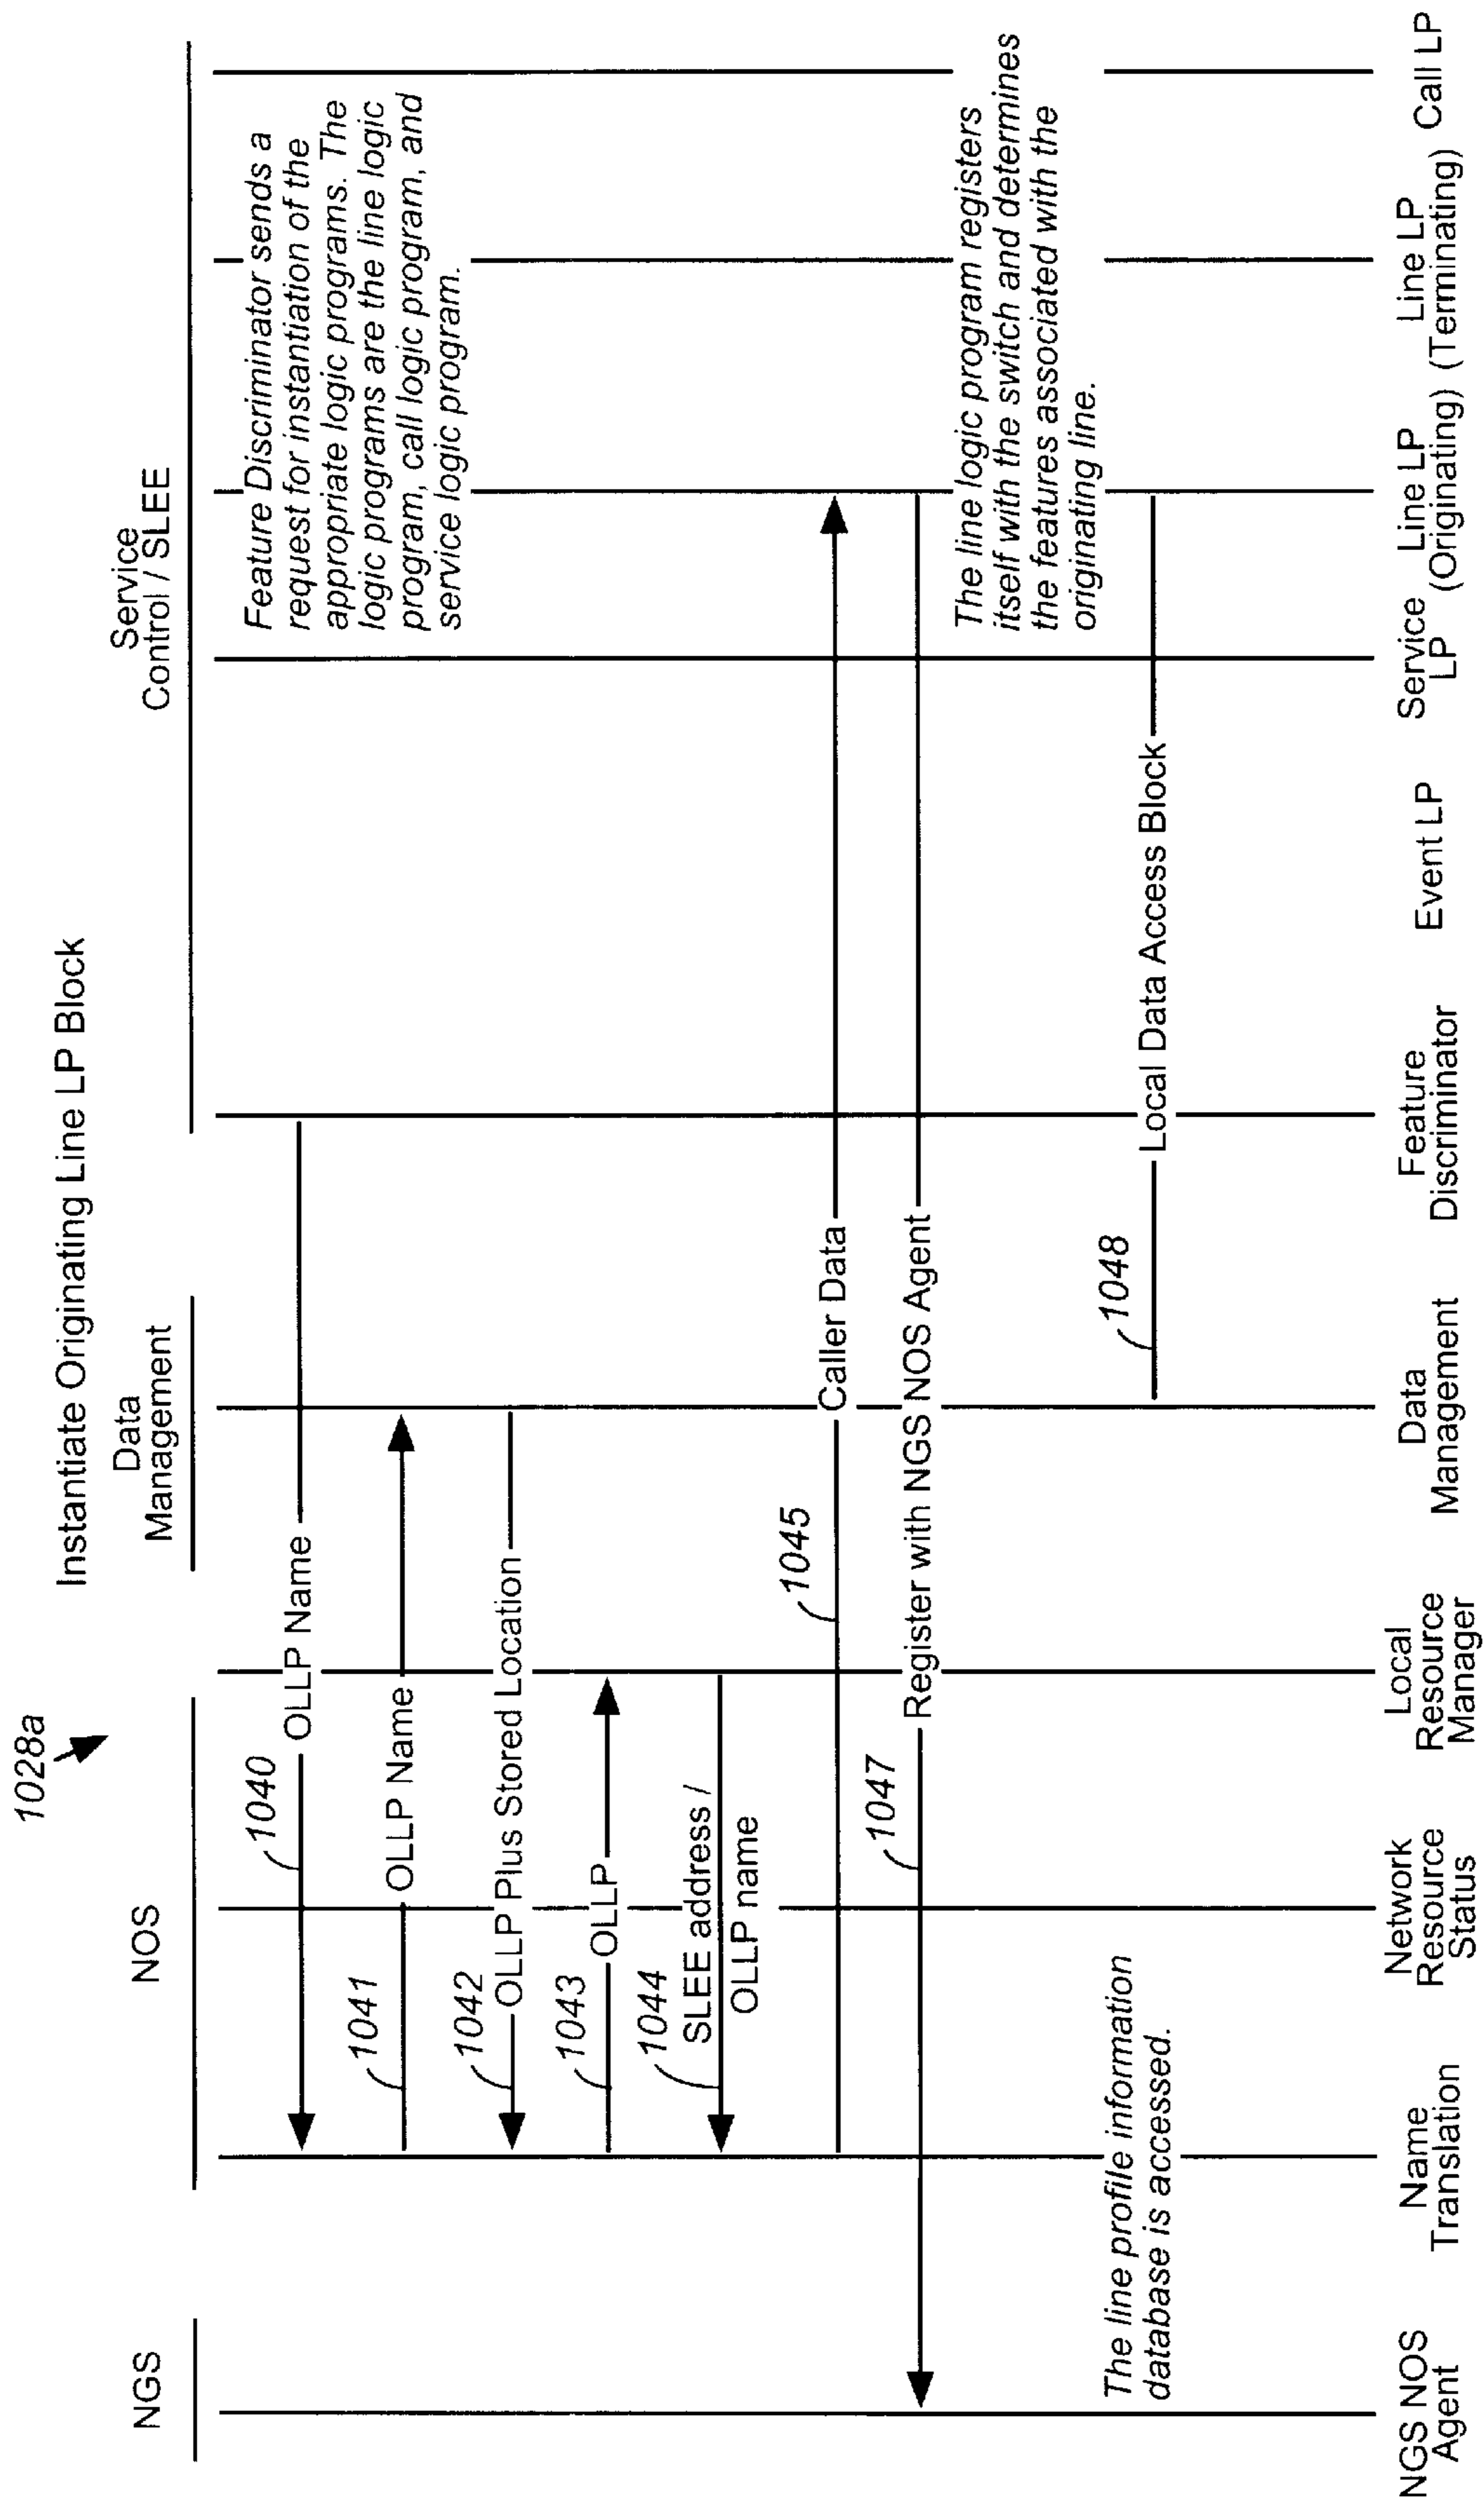 1028a
Instantiate Originating Line LP Block
NGS
NOS
Data
Management
Service
Control / SLEE
Feature Discriminator sends a
request for instantiation of the
appropriate logic programs. The
logic programs are the line logic
program, call logic program, and
service logic program.
1040
OLLP Name
1041
OLLP Name
1042
OLLP Plus Stored Location
1043
OLLP
1044
SLEE address /
OLLP name
1045
Caller Data
1047
Register with NGS NOS Agent
The line logic program registers
itself with the switch and determines
the features associated with the
originating line.
The line profile information
database is accessed.
1048
Local Data Access Block
NGS NOS
Agent
Name
Translation
Network
Resource
Status
Local
Resource
Manager
Data
Management
Feature
Discriminator
Event LP
Service
LP
Line LP
(Originating)
Line LP
(Terminating)
Call LP